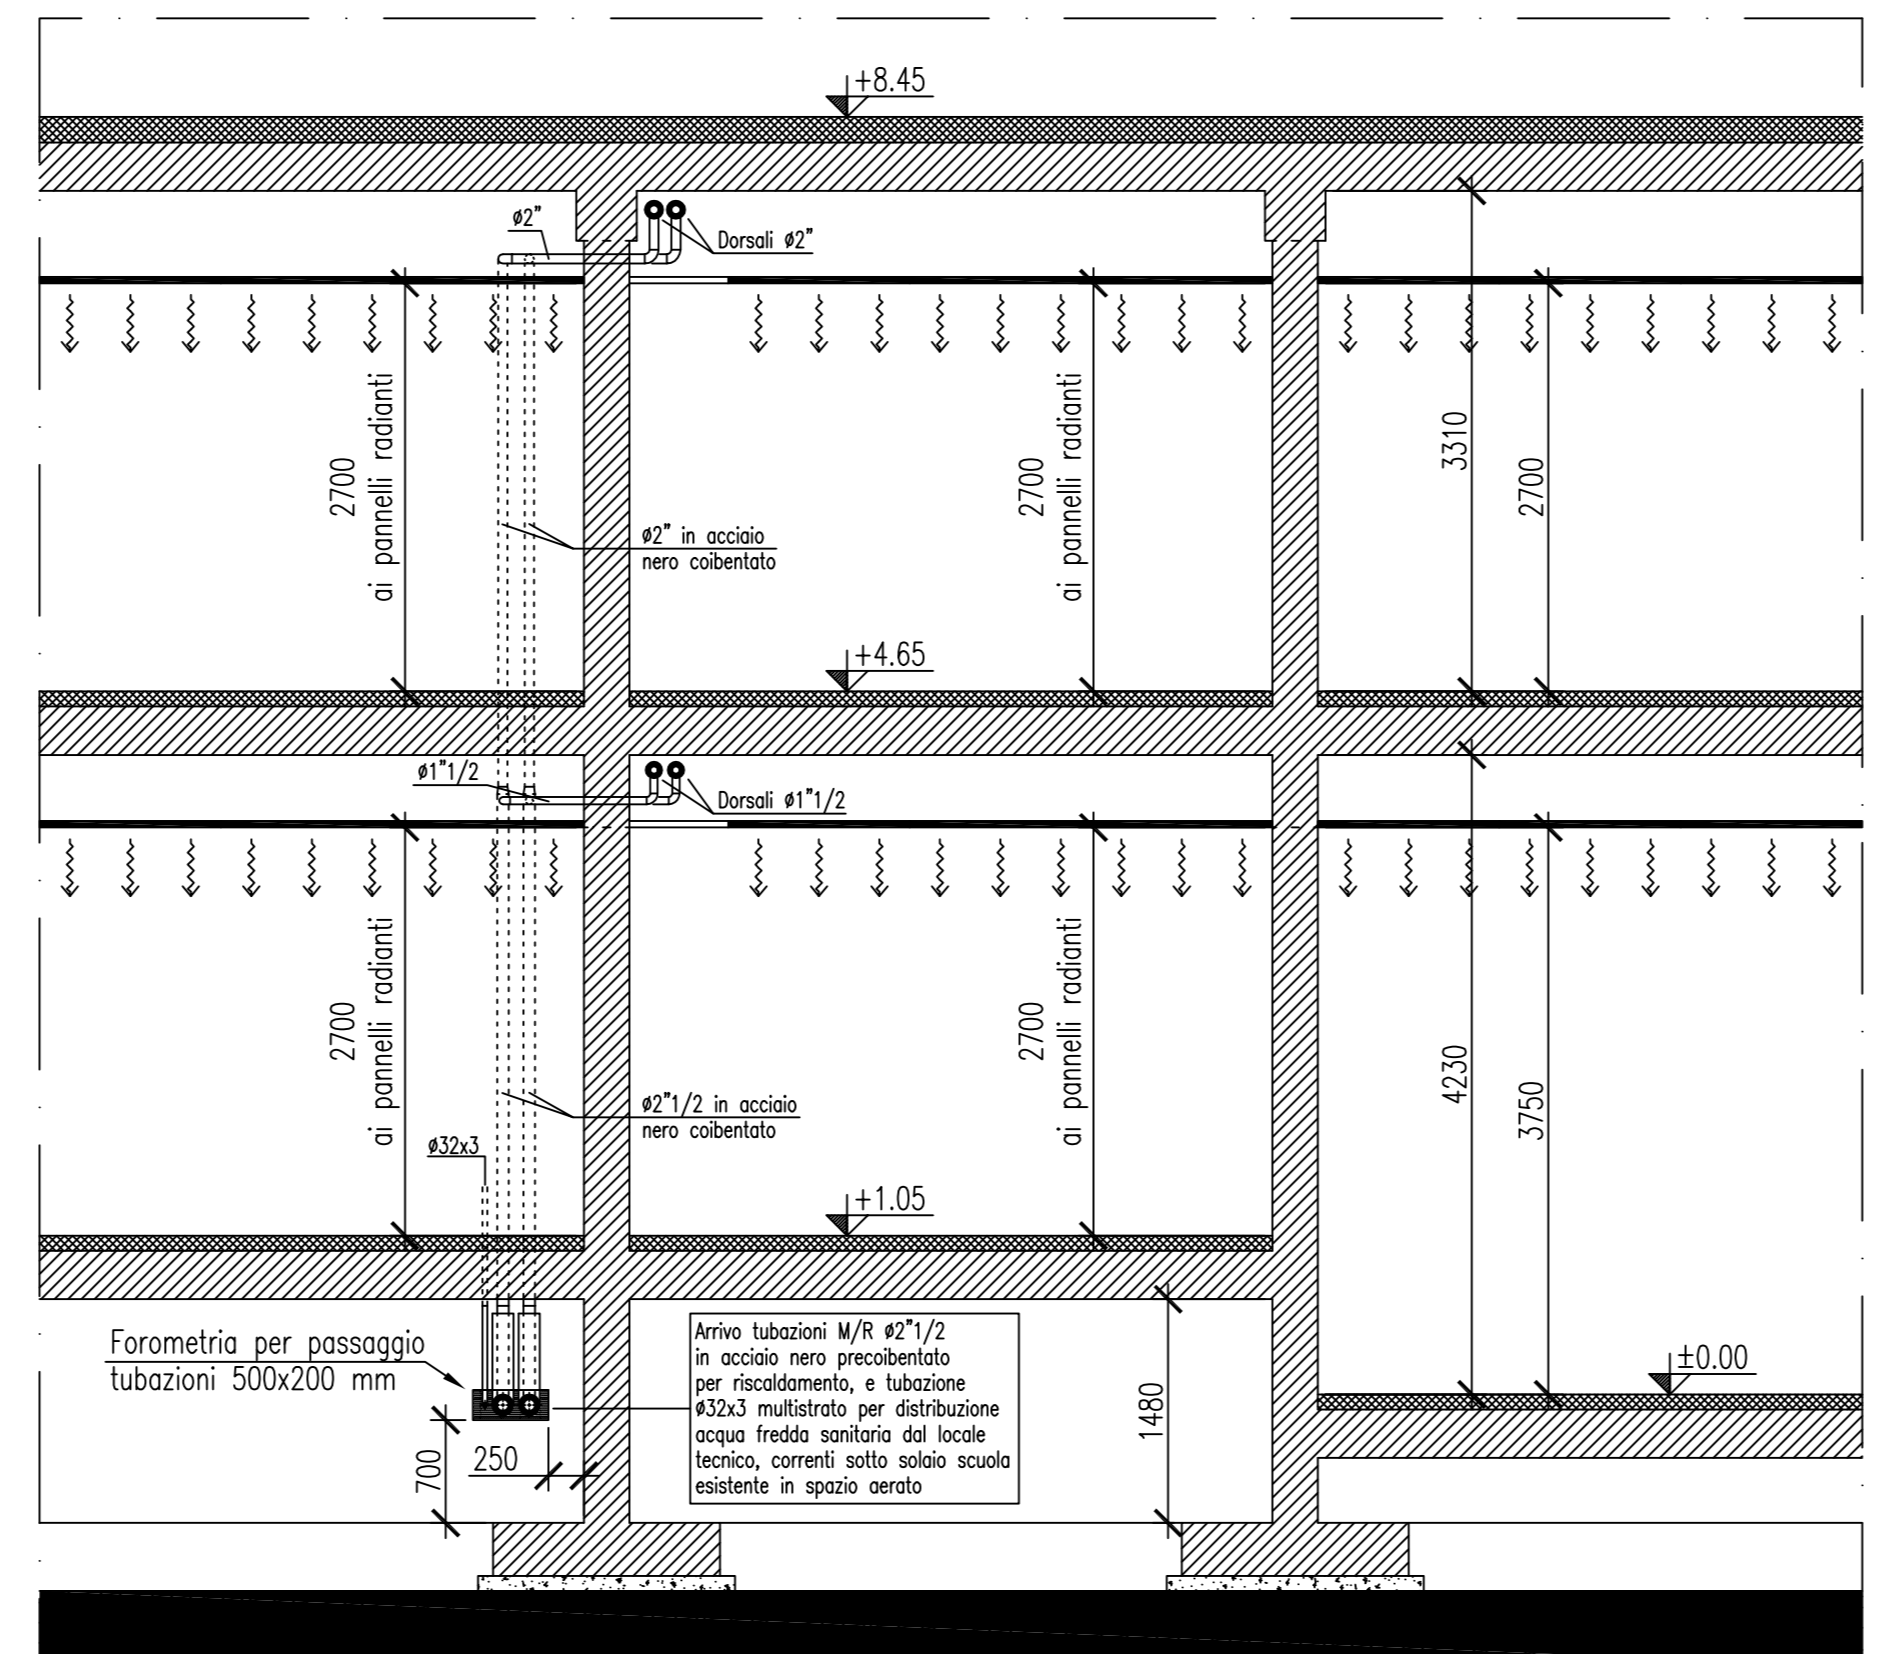 +8.45
ø2"
Dorsali ø2"
2700
ai pannelli radianti
2700
ai pannelli radianti
3310
2700
ø2" in acciaio
nero coibentato
+4.65
ø1"1/2
Dorsali ø1"1/2
2700
ai pannelli radianti
2700
ai pannelli radianti
4230
3750
ø2"1/2 in acciaio
nero coibentato
ø32x3
+1.05
Forometria per passaggio
tubazioni 500x200 mm
Arrivo tubazioni M/R ø2"1/2
in acciaio nero precoibentato
per riscaldamento, e tubazione
ø32x3 multistrato per distribuzione
acqua fredda sanitaria dal locale
tecnico, correnti sotto solaio scuola
esistente in spazio aerato
1480
±0.00
700
250